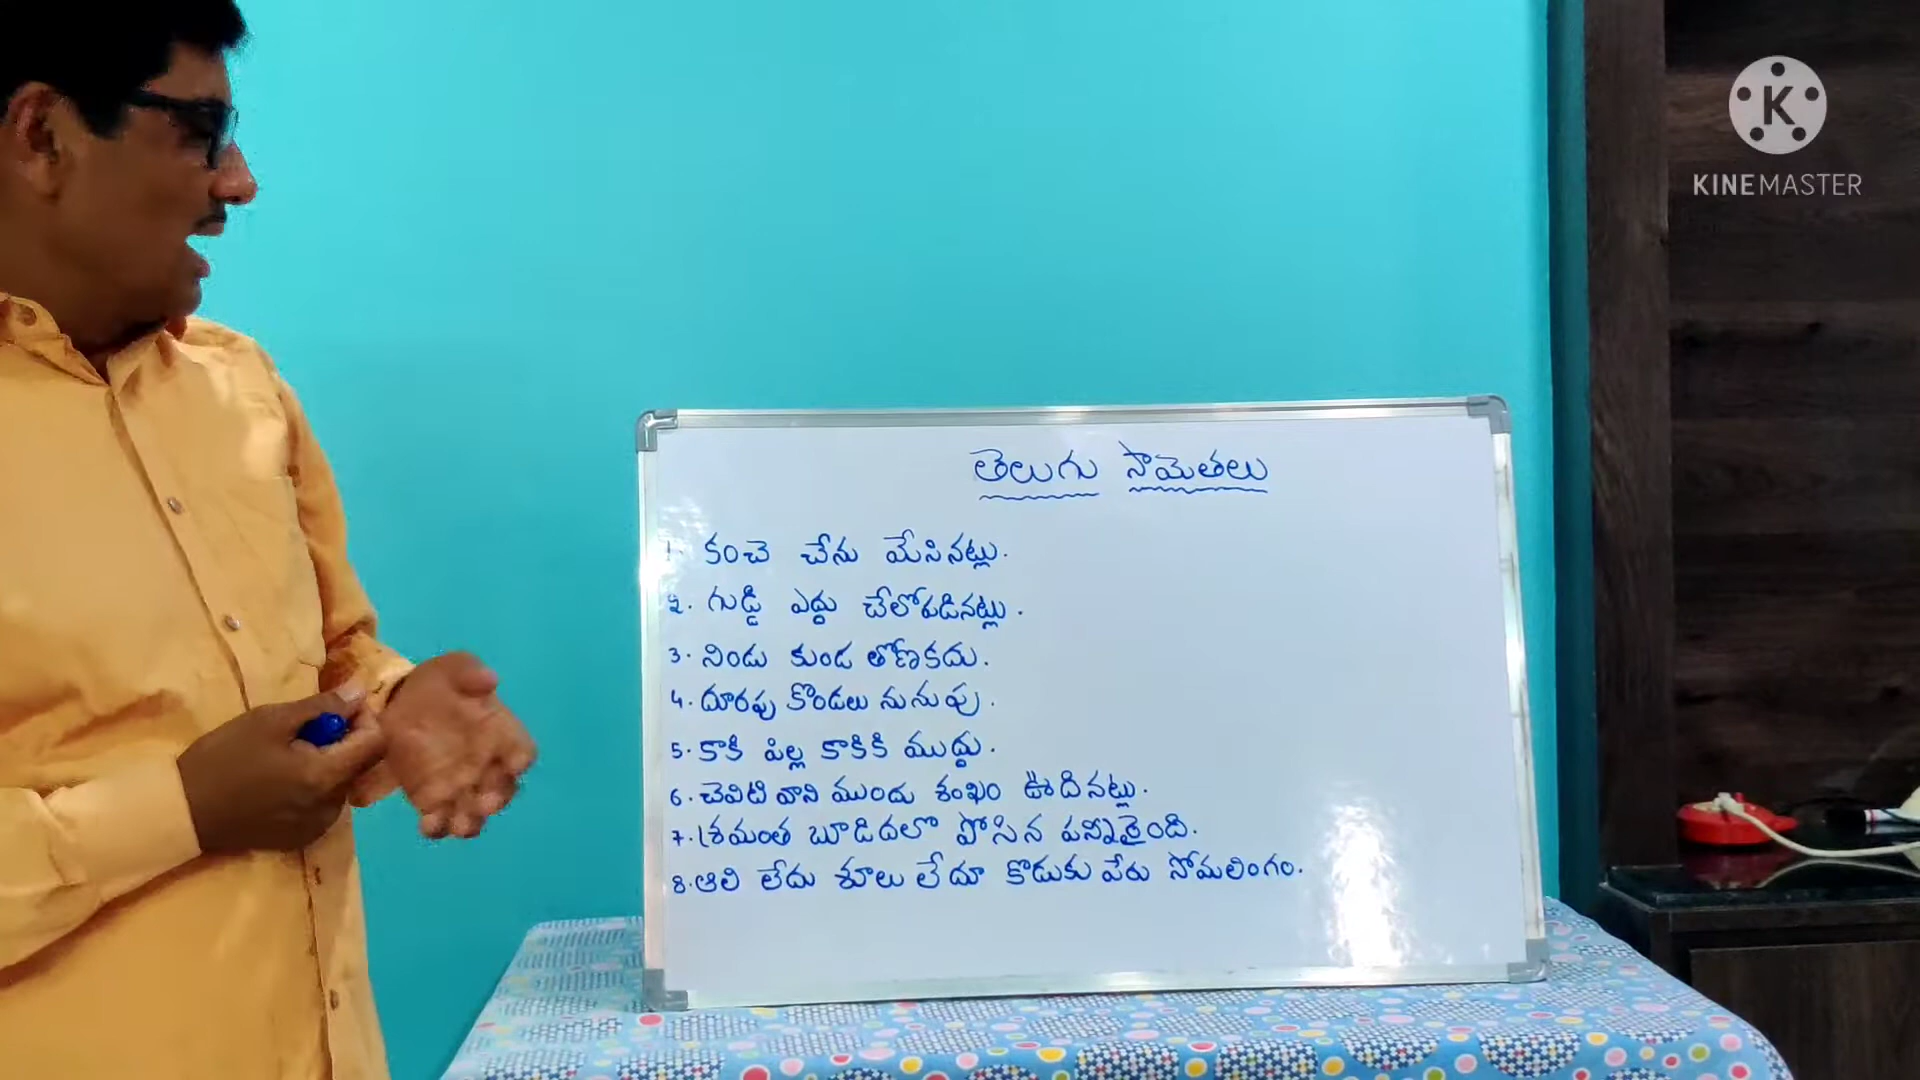 KINEMASTER
తెలుగు సామెతలు
1. కంచె చేను మేసినట్లు.
2. గుడ్డి ఎద్దు చేలోపడినట్లు.
3. నిండు కుండ తొణకదు.
4. దూరపు కొండలు నునుపు.
5. కాకి పిల్ల కాకికి ముద్దు.
6. చెవిటి వాని ముందు శంఖం ఊదినట్లు.
7. శ్రమంత బూడిదలో పోసిన పన్నీరైంది.
8. ఆలి లేదు శూలు లేదూ కొడుకు పేరు సోమలింగం.